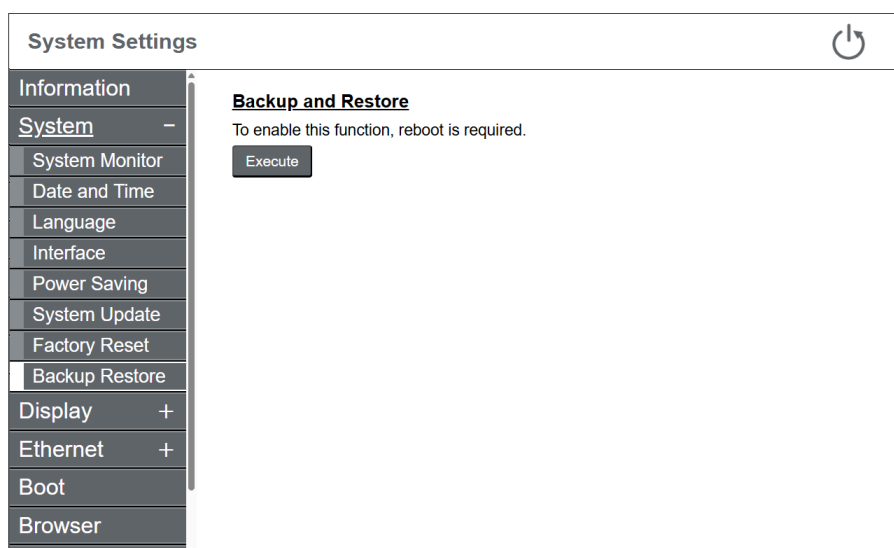 System Settings
Information
System −
System Monitor
Date and Time
Language
Interface
Power Saving
System Update
Factory Reset
Backup Restore
Display +
Ethernet +
Boot
Browser
Backup and Restore
To enable this function, reboot is required.
Execute